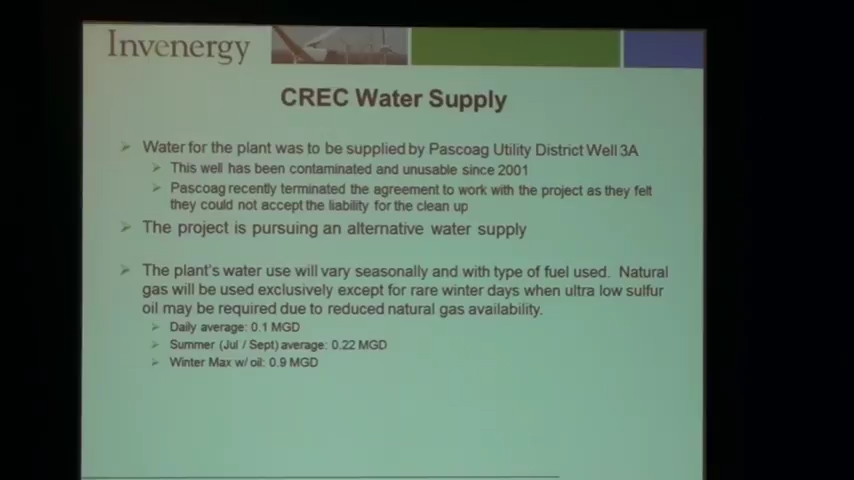 Invenergy
CREC Water Supply
Water for the plant was to be supplied by Pascoag Utility District Well 3A
This well has been contaminated and unusable since 2001
Pascoag recently terminated the agreement to work with the project as they felt
they could not accept the liability for the clean up
The project is pursuing an alternative water supply
The plant's water use will vary seasonally and with type of fuel used. Natural
gas will be used exclusively except for rare winter days when ultra low sulfur
oil may be required due to reduced natural gas availability.
Daily average: 0.1 MGD
Summer (Jul / Sept) average: 0.22 MGD
Winter Max w/ oil: 0.9 MGD